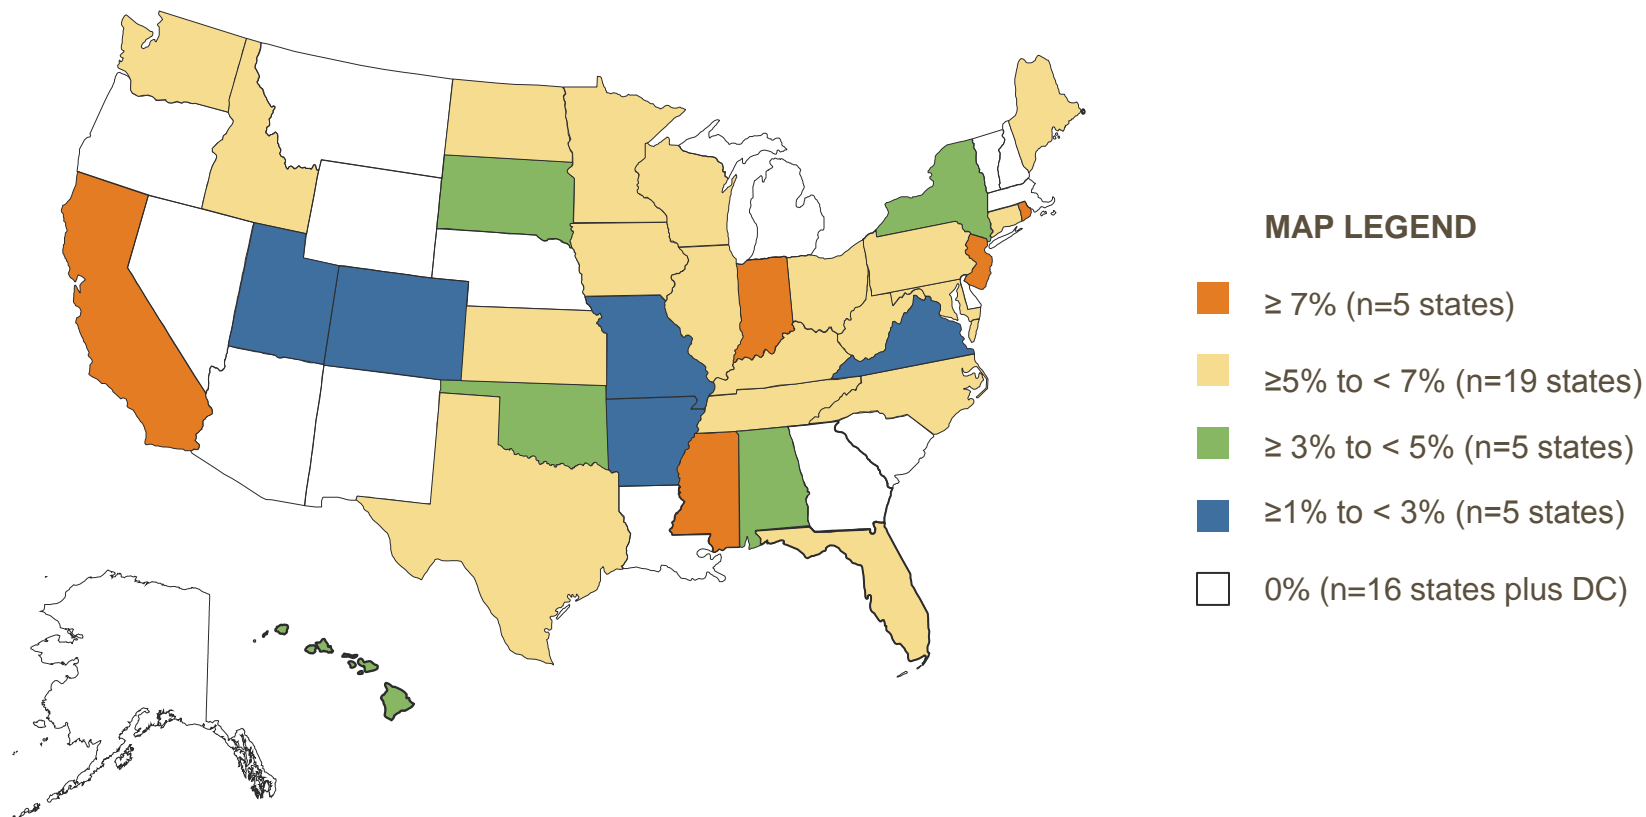 MAP LEGEND
≥ 7% (n=5 states)
≥5% to < 7% (n=19 states)
≥ 3% to < 5% (n=5 states)
≥1% to < 3% (n=5 states)
0% (n=16 states plus DC)